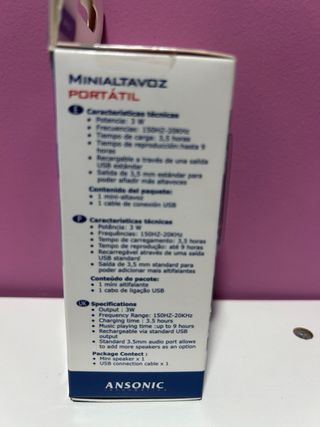 MINIALTAVOZ
PORTÁTIL
E Características técnicas
• Potencia: 3 W
• Frecuencias: 150HZ-20KHz
• Tiempo de carga: 3,5 horas
• Tiempo de reproducción:hasta 9
horas
• Recargable a través de una salida
USB estándar
• Salida de 3,5 mm estándar para
poder añadir más altavoces
Contenido del paquete:
• 1 mini-altavoz
• 1 cable de conexión USB
P Características técnicas
• Potência: 3 W
• Frequências: 150HZ-20KHz
• Tempo de carregamento: 3,5 horas
• Tempo de reprodução: até 9 horas
• Recarregável através de uma saída
USB standard
• Saída de 3,5 mm standard para
poder adicionar mais altifalantes
Conteúdo do pacote:
• 1 mini altifalante
• 1 cabo de ligação USB
UK Specifications
• Output : 3W
• Frequency Range: 150HZ-20KHz
• Charging time : 3.5 hours
• Music playing time :up to 9 hours
• Rechargeable via standard USB
output
• Standard 3.5mm audio port allows
to add more speakers as an option
Package Contect :
• Mini speaker x 1
• USB connection cable x 1
ANSONIC